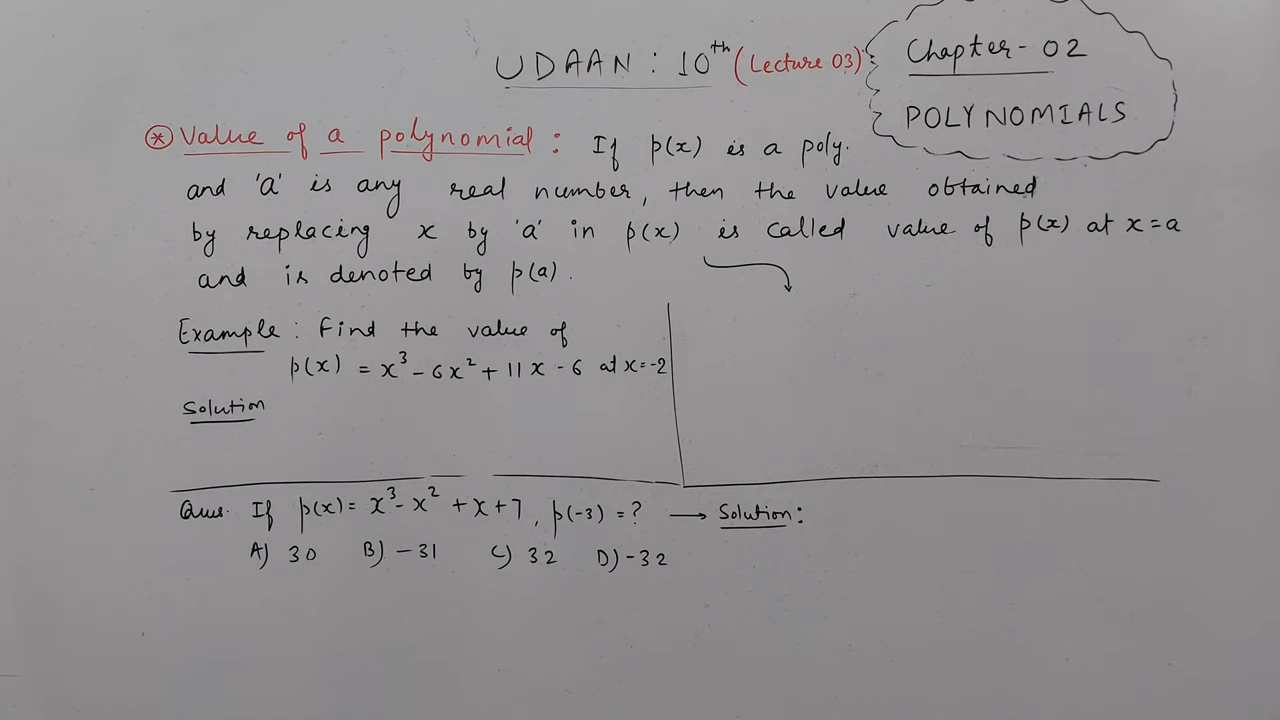 UDAAN : 10th (Lecture 03)
Chapter - 02
POLYNOMIALS
⊛ Value of a polynomial : If p(x) is a poly.
and 'a' is any real number, then the value obtained
by replacing x by 'a' in p(x) is called value of p(x) at x=a
and is denoted by p(a).
Example : Find the value of
p(x) = x³ - 6x² + 11x - 6 at x=-2
Solution
Ques. If p(x) = x³ - x² + x + 7, p(-3) = ? → Solution :
A) 30 B) -31 C) 32 D) -32